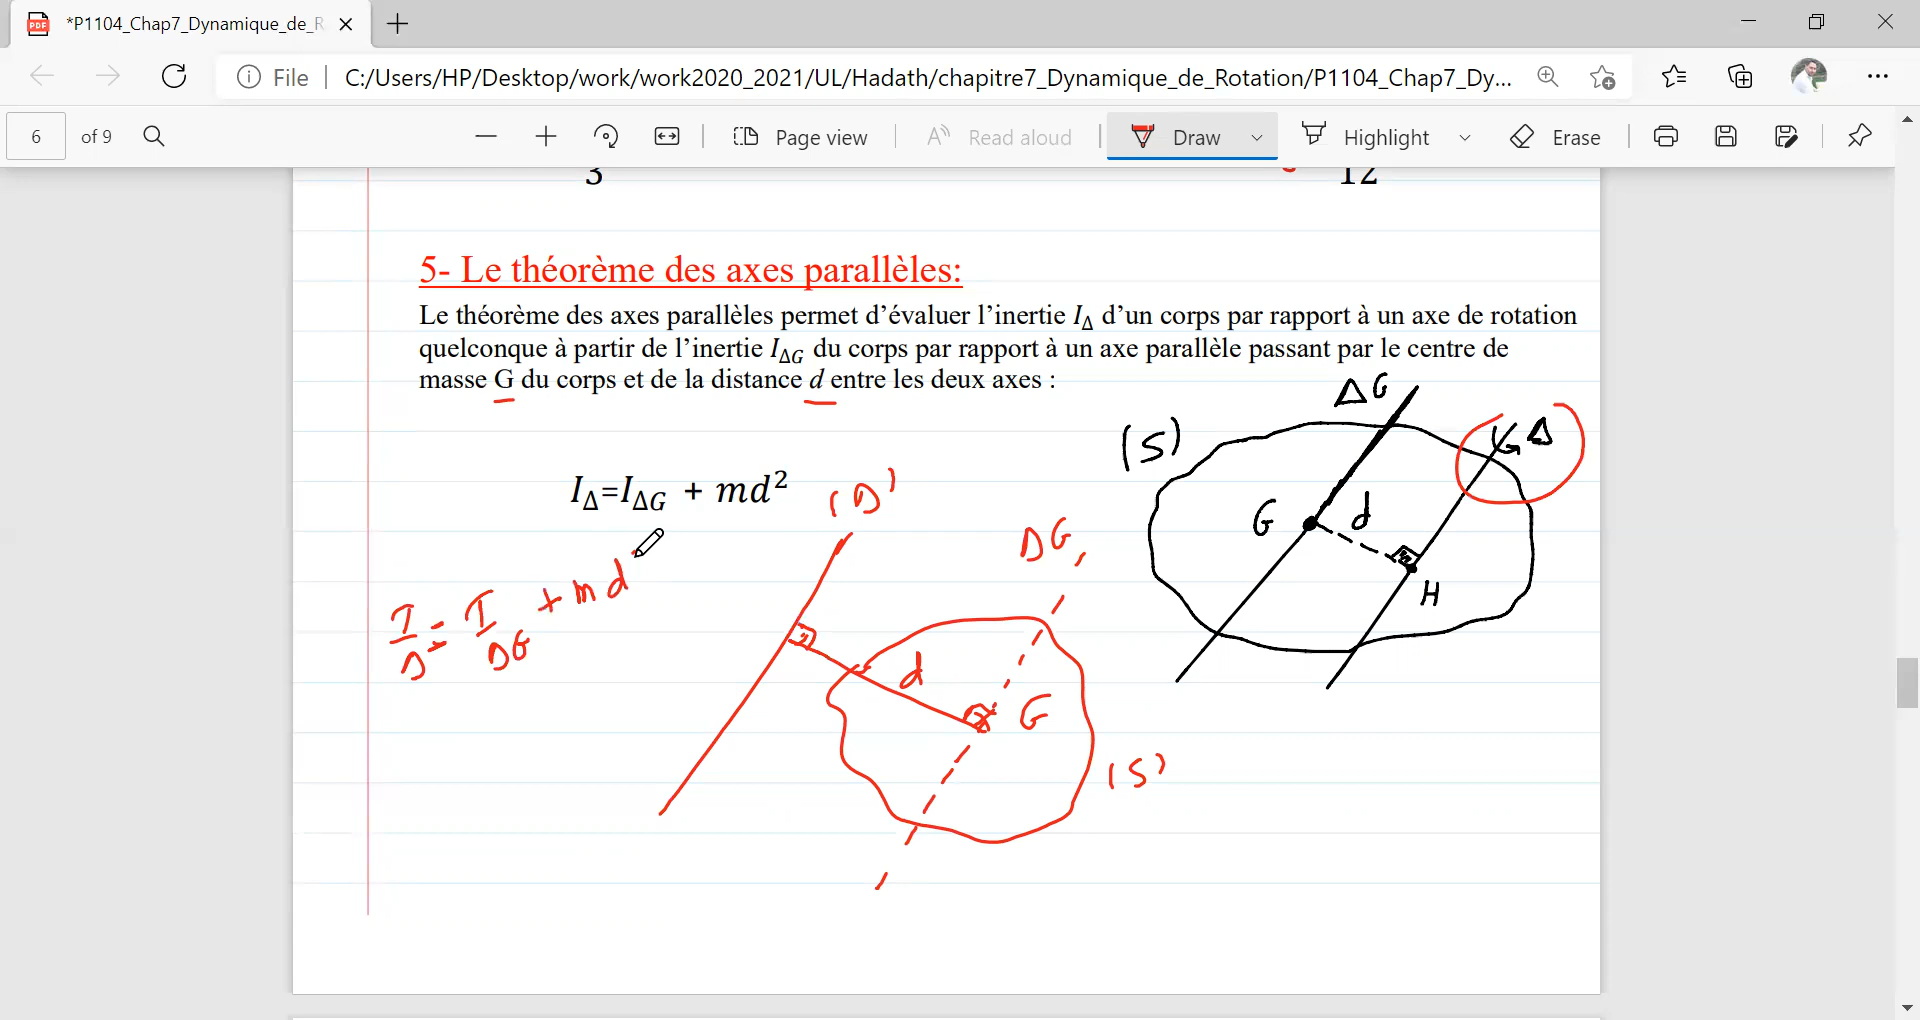 *P1104_Chap7_Dynamique_de_R
File
C:/Users/HP/Desktop/work/work2020_2021/UL/Hadath/chapitre7_Dynamique_de_Rotation/P1104_Chap7_Dy...
6 of 9
Page view
Read aloud
Draw
Highlight
Erase
3
12
5- Le théorème des axes parallèles:
Le théorème des axes parallèles permet d’évaluer l’inertie I_Δ d’un corps par rapport à un axe de rotation
quelconque à partir de l’inertie I_ΔG du corps par rapport à un axe parallèle passant par le centre de
masse G du corps et de la distance d entre les deux axes :
ΔG
Δ
(S)
I_Δ=I_ΔG + md²
(Δ)
G
d
ΔG
H
I_Δ = I_ΔG + md
d
G
(S)